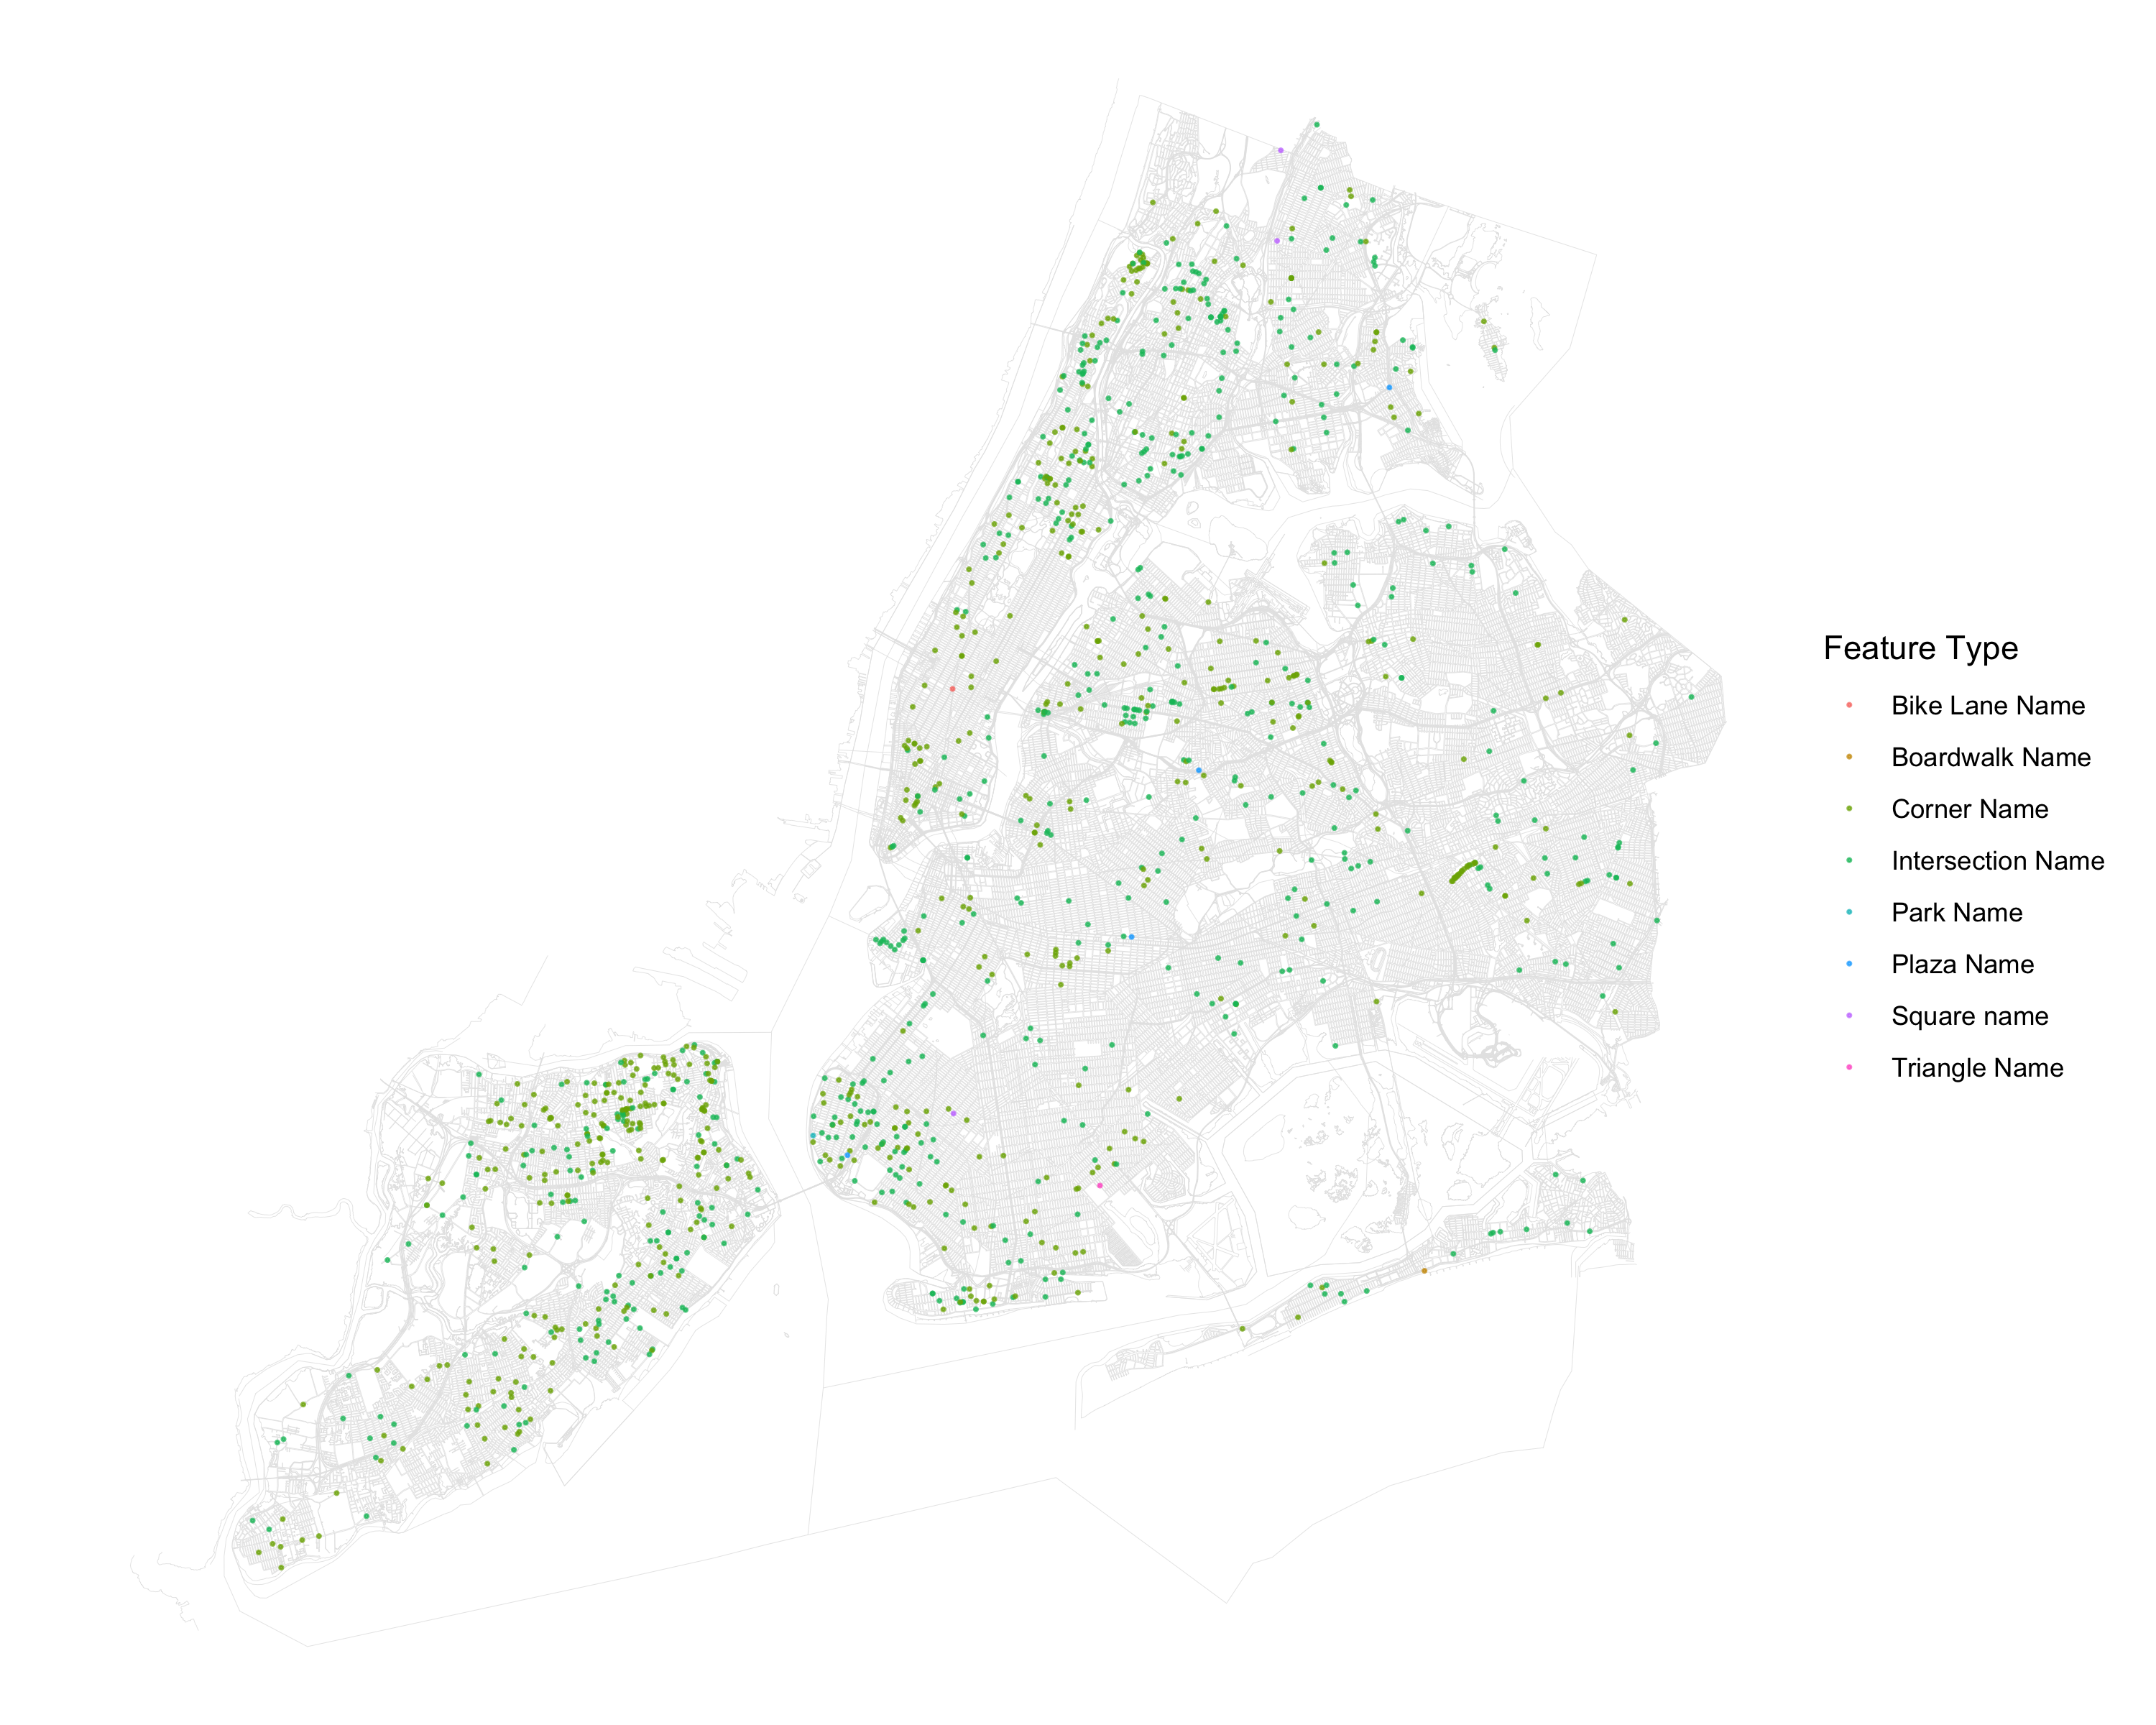 Feature Type
Bike Lane Name
Boardwalk Name
Corner Name
Intersection Name
Park Name
Plaza Name
Square name
Triangle Name